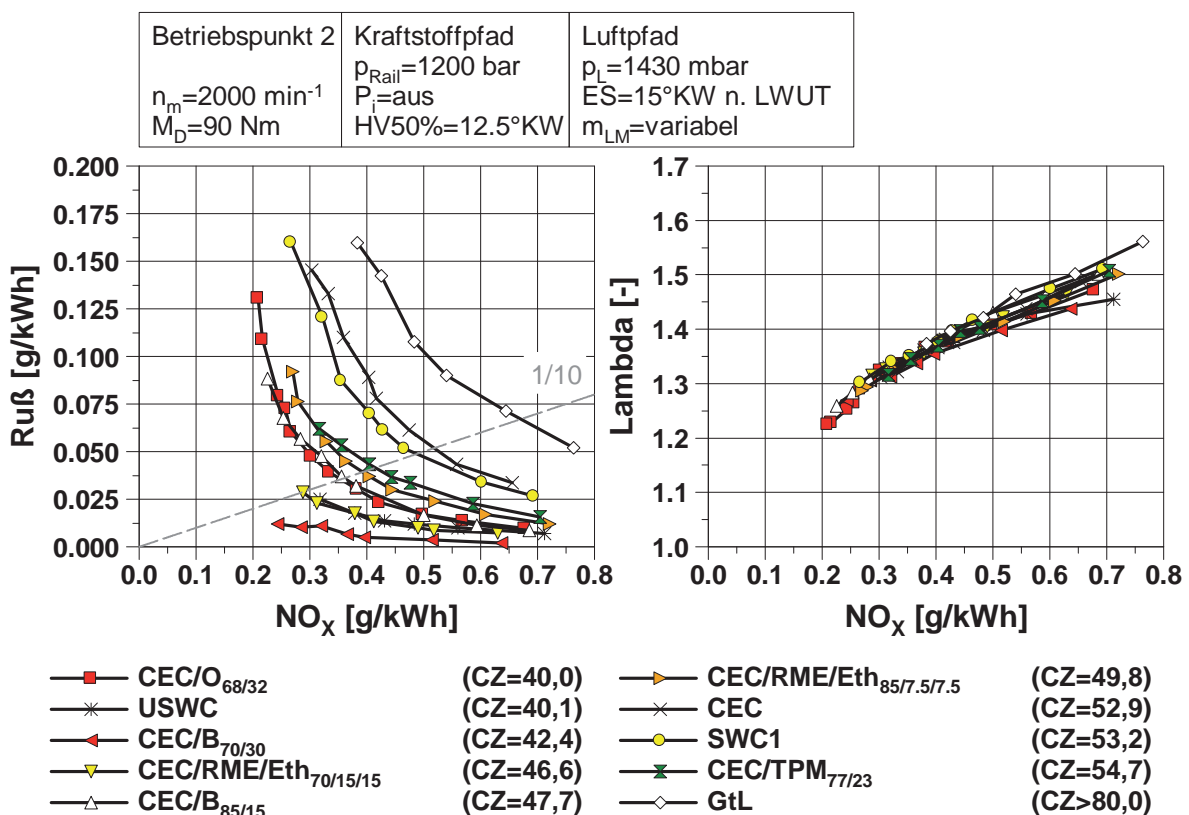 Betriebspunkt 2
n_m=2000 min⁻¹
M_D=90 Nm
Kraftstoffpfad
p_Rail=1200 bar
P_i=aus
HV50%=12.5°KW
Luftpfad
p_L=1430 mbar
ES=15°KW n. LWUT
m_LM=variabel
Ruß [g/kWh]
0.200
0.175
0.150
0.125
0.100
0.075
0.050
0.025
0.000
1/10
0.0 0.1 0.2 0.3 0.4 0.5 0.6 0.7 0.8
NO_X [g/kWh]
Lambda [-]
1.7
1.6
1.5
1.4
1.3
1.2
1.1
1.0
0.0 0.1 0.2 0.3 0.4 0.5 0.6 0.7 0.8
NO_X [g/kWh]
CEC/O_68/32 (CZ=40,0)
USWC (CZ=40,1)
CEC/B_70/30 (CZ=42,4)
CEC/RME/Eth_70/15/15 (CZ=46,6)
CEC/B_85/15 (CZ=47,7)
CEC/RME/Eth_85/7.5/7.5 (CZ=49,8)
CEC (CZ=52,9)
SWC1 (CZ=53,2)
CEC/TPM_77/23 (CZ=54,7)
GtL (CZ>80,0)